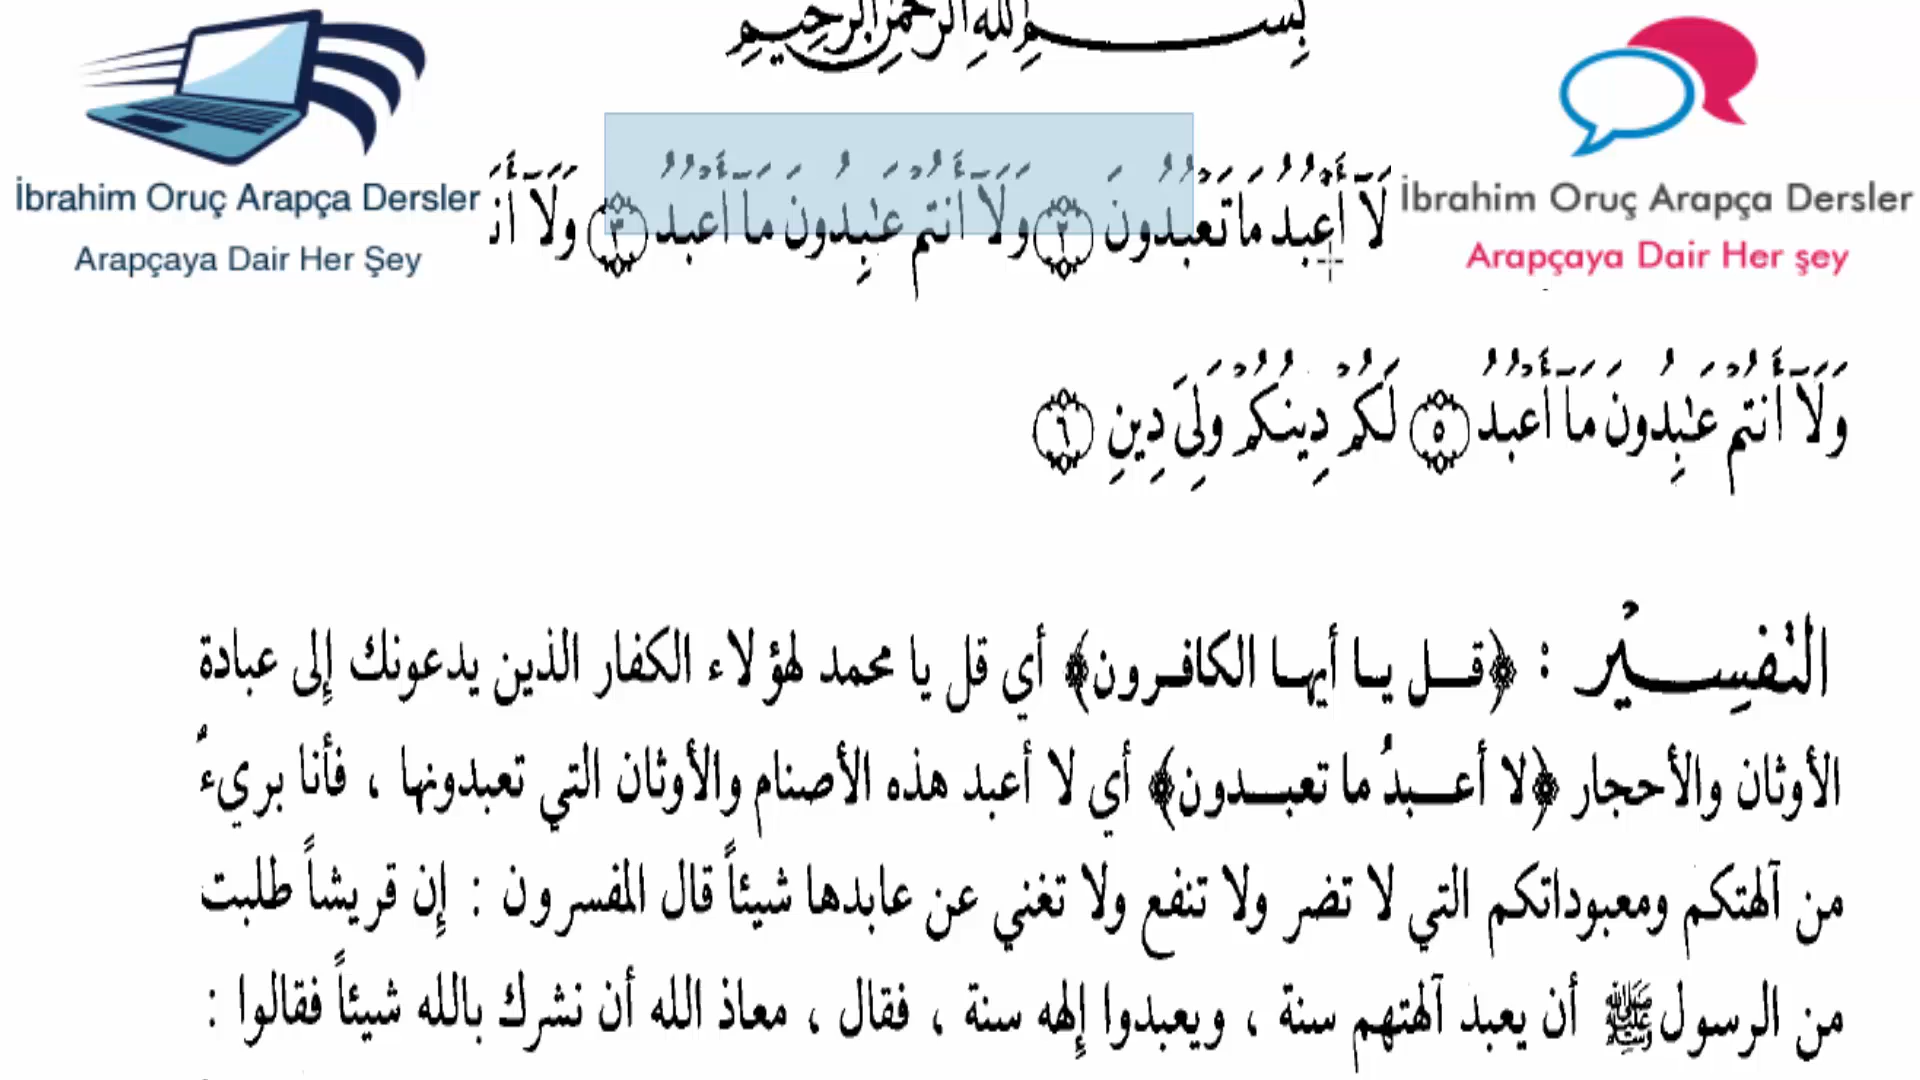 بِسْمِ اللهِ الرَّحْمَٰنِ الرَّحِيمِ
İbrahim Oruç Arapça Dersler
Arapçaya Dair Her Şey
İbrahim Oruç Arapça Dersler
Arapçaya Dair Her şey
لَآ أَعْبُدُ مَا تَعْبُدُونَ ٢ وَلَآ أَنتُمْ عَٰبِدُونَ مَآ أَعْبُدُ ٣ وَلَآ أَنَ
وَلَآ أَنتُمْ عَٰبِدُونَ مَآ أَعْبُدُ ٥ لَكُمْ دِينُكُمْ وَلِىَ دِينِ ٦
التفسير : ﴿قل يا أيها الكافرون﴾ أي قل يا محمد لهؤلاء الكفار الذين يدعونك إلى عبادة
الأوثان والأحجار ﴿لا أعبدُ ما تعبدون﴾ أي لا أعبد هذه الأصنام والأوثان التي تعبدونها ، فأنا بريءٌ
من آلهتكم ومعبوداتكم التي لا تضر ولا تنفع ولا تغني عن عابدها شيئاً قال المفسرون : إن قريشاً طلبت
من الرسول ﷺ أن يعبد آلهتهم سنة ، ويعبدوا إلهه سنة ، فقال ، معاذ الله أن نشرك بالله شيئاً فقالوا :